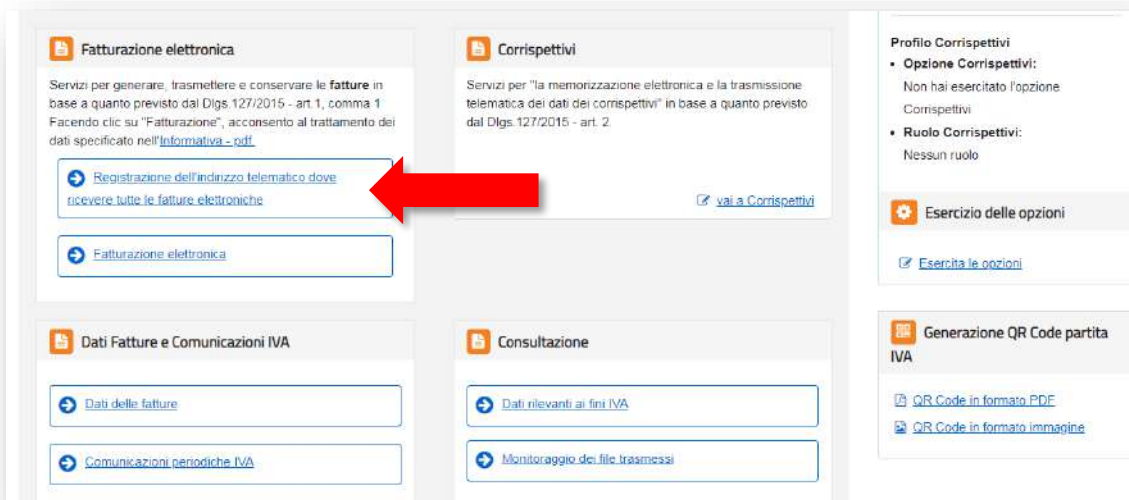 Fatturazione elettronica
Servizi per generare, trasmettere e conservare le fatture in
base a quanto previsto dal Dlgs.127/2015 - art.1, comma 1
Facendo clic su "Fatturazione", acconsento al trattamento dei
dati specificato nell'Informativa - pdf.
Registrazione dell'indirizzo telematico dove
ricevere tutte le fatture elettroniche
Fatturazione elettronica
Corrispettivi
Servizi per "la memorizzazione elettronica e la trasmissione
telematica dei dati dei corrispettivi" in base a quanto previsto
dal Dlgs.127/2015 - art. 2.
vai a Corrispettivi
Dati Fatture e Comunicazioni IVA
Dati delle fatture
Comunicazioni periodiche IVA
Consultazione
Dati rilevanti ai fini IVA
Monitoraggio dei file trasmessi
Profilo Corrispettivi
• Opzione Corrispettivi:
Non hai esercitato l'opzione
Corrispettivi
• Ruolo Corrispettivi:
Nessun ruolo
Esercizio delle opzioni
Esercita le opzioni
Generazione QR Code partita
IVA
QR Code in formato PDF
QR Code in formato immagine